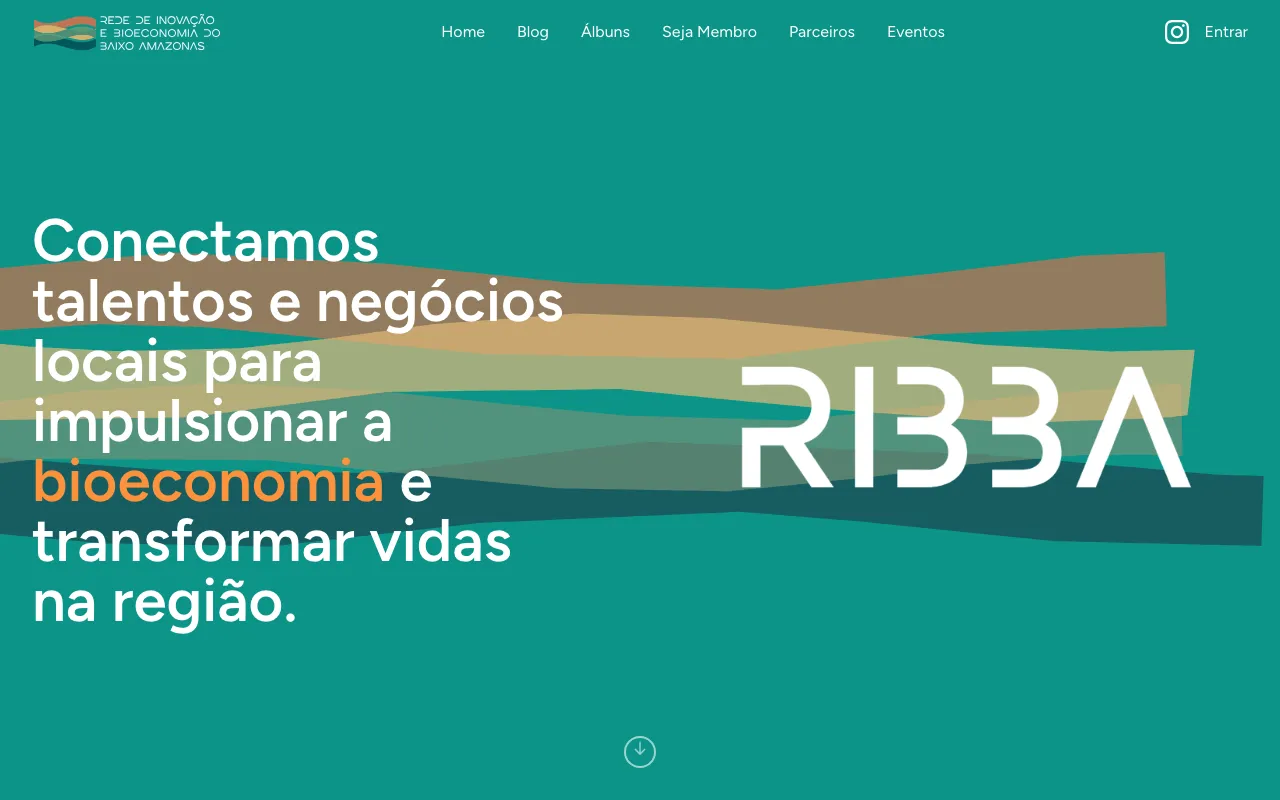 REDE DE INOVAÇÃO
E BIOECONOMIA DO
BAIXO AMAZONAS
Home
Blog
Álbuns
Seja Membro
Parceiros
Eventos
Entrar
Conectamos
talentos e negócios
locais para
impulsionar a
bioeconomia e
transformar vidas
na região.
RIBBA